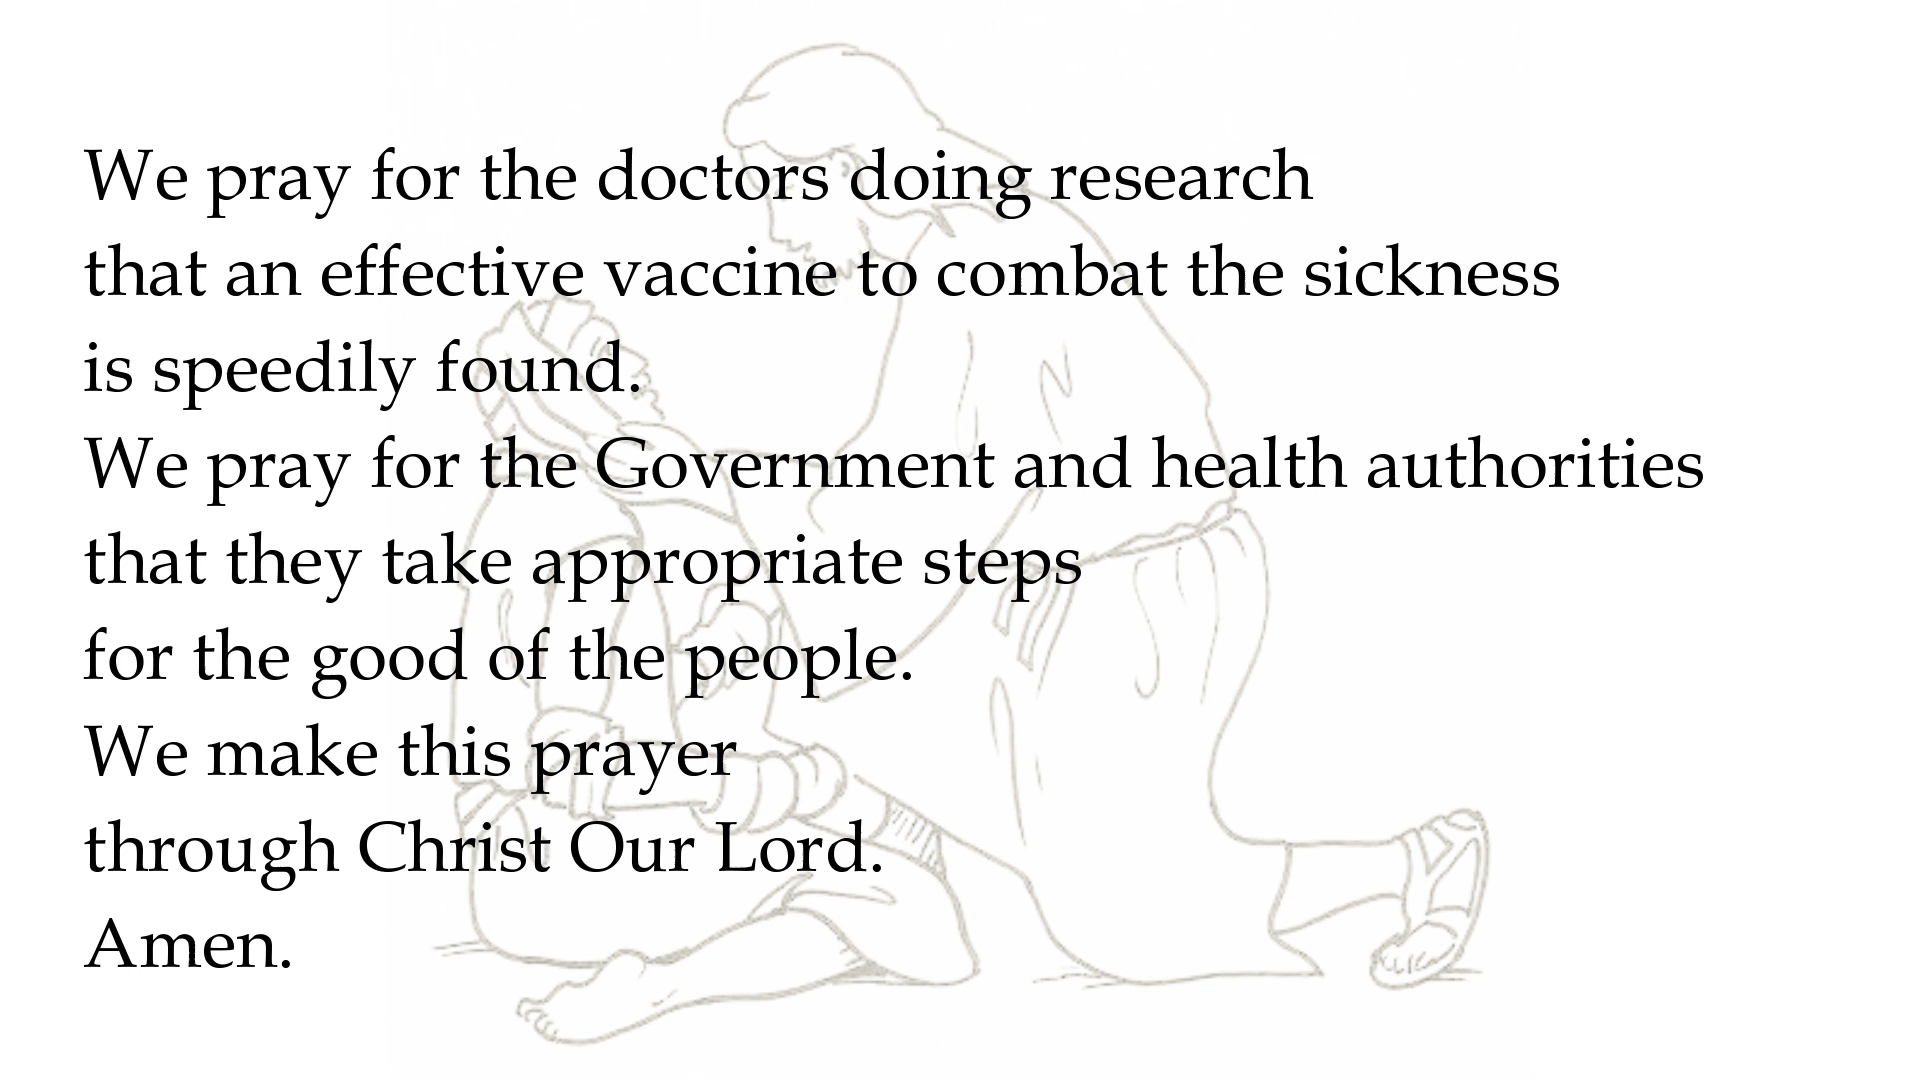 We pray for the doctors doing research
that an effective vaccine to combat the sickness
is speedily found.
We pray for the Government and health authorities
that they take appropriate steps
for the good of the people.
We make this prayer
through Christ Our Lord.
Amen.